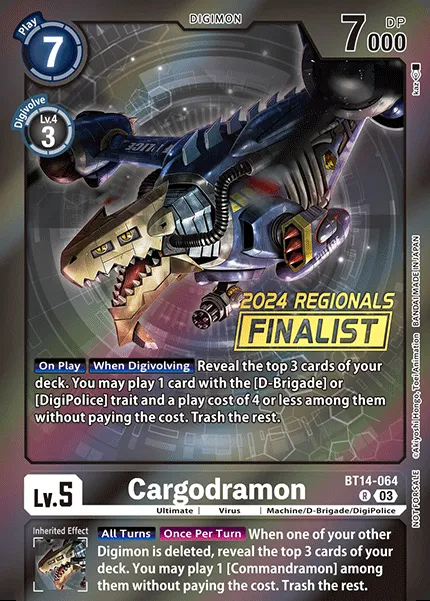 Play
7
DIGIMON
7000
DP
Digivolve
Lv.4
3
POLICE
2024 REGIONALS
FINALIST
On Play When Digivolving Reveal the top 3 cards of your
deck. You may play 1 card with the [D-Brigade] or
[DigiPolice] trait and a play cost of 4 or less among them
without paying the cost. Trash the rest.
NOT FOR SALE ©Akiyoshi Hongo, Toei Animation BANDAI MADE IN JAPAN
Lv.5
Cargodramon
BT14-064
R 03
Ultimate | Virus | Machine/D-Brigade/DigiPolice
Inherited Effect
All Turns Once Per Turn When one of your other
Digimon is deleted, reveal the top 3 cards of your
deck. You may play 1 [Commandramon] among
them without paying the cost. Trash the rest.